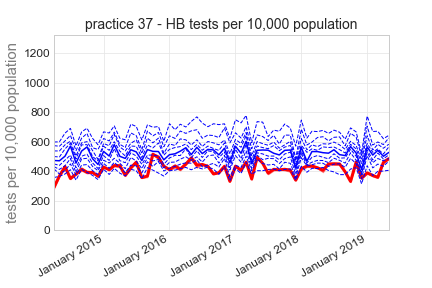 practice 37 - HB tests per 10,000 population
tests per 10,000 population
1200
1000
800
600
400
200
0
January 2015
January 2016
January 2017
January 2018
January 2019